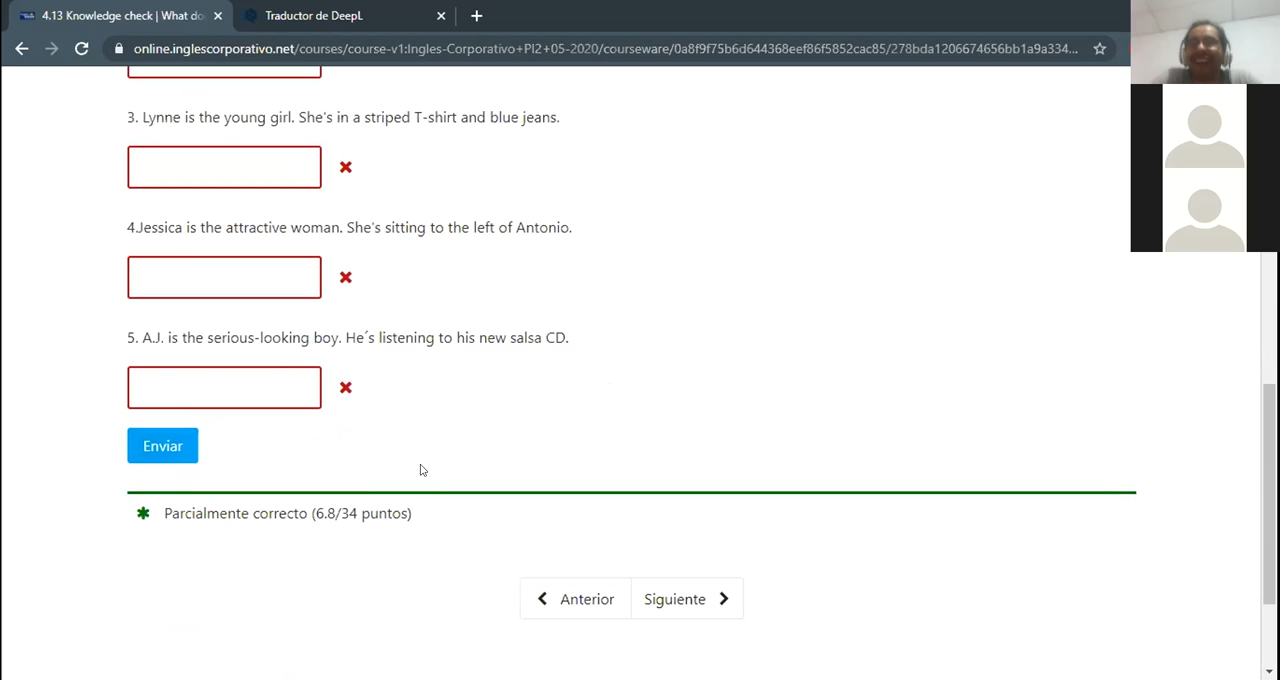 4.13 Knowledge check | What do
Traductor de DeepL
online.inglescorporativo.net/courses/course-v1:Ingles-Corporativo+PI2+05-2020/courseware/0a8f9f75b6d644368eef86f5852cac85/278bda1206674656bb1a9a334...
3. Lynne is the young girl. She's in a striped T-shirt and blue jeans.
4.Jessica is the attractive woman. She's sitting to the left of Antonio.
5. A.J. is the serious-looking boy. He´s listening to his new salsa CD.
Enviar
Parcialmente correcto (6.8/34 puntos)
Anterior
Siguiente